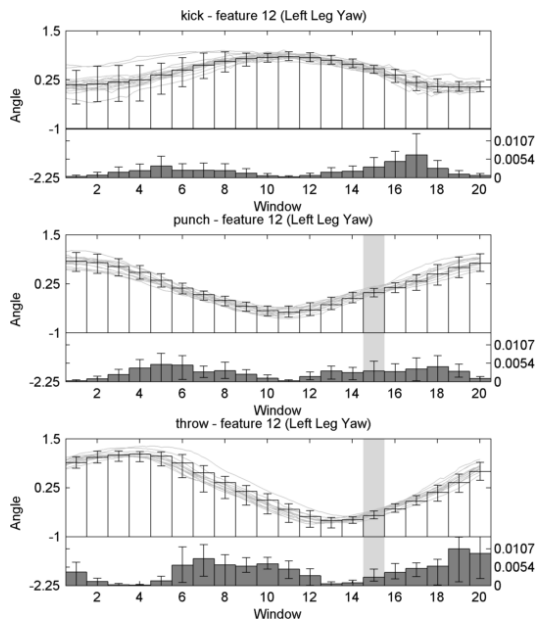 kick - feature 12 (Left Leg Yaw)
1.5
0.25
-1
-2.25
Angle
0.0107
0.0054
0
2 4 6 8 10 12 14 16 18 20
Window
punch - feature 12 (Left Leg Yaw)
1.5
0.25
-1
-2.25
Angle
0.0107
0.0054
0
2 4 6 8 10 12 14 16 18 20
Window
throw - feature 12 (Left Leg Yaw)
1.5
0.25
-1
-2.25
Angle
0.0107
0.0054
0
2 4 6 8 10 12 14 16 18 20
Window